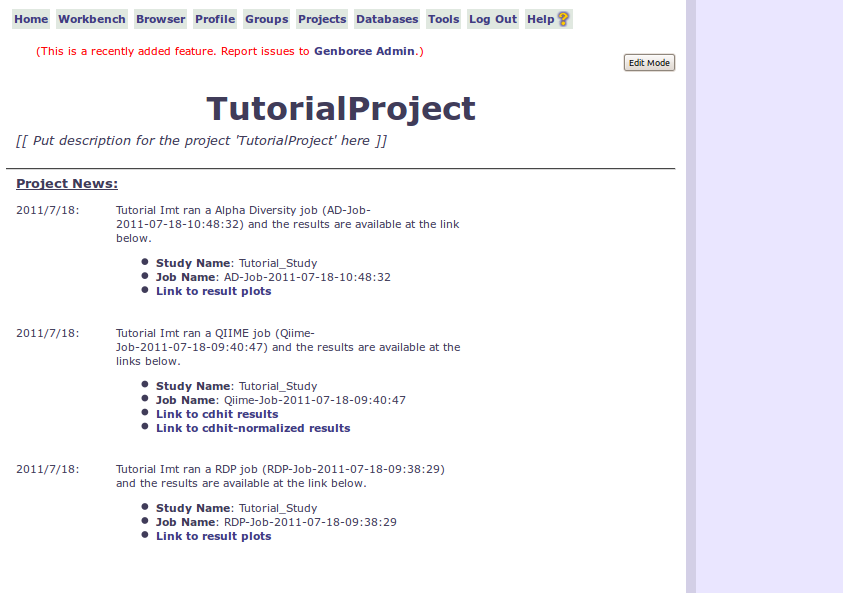 Home Workbench Browser Profile Groups Projects Databases Tools Log Out Help ?
(This is a recently added feature. Report issues to Genboree Admin.)
Edit Mode
TutorialProject
[[ Put description for the project 'TutorialProject' here ]]
Project News:
2011/7/18: Tutorial Imt ran a Alpha Diversity job (AD-Job-
2011-07-18-10:48:32) and the results are available at the link
below.
Study Name: Tutorial_Study
Job Name: AD-Job-2011-07-18-10:48:32
Link to result plots
2011/7/18: Tutorial Imt ran a QIIME job (Qiime-
Job-2011-07-18-09:40:47) and the results are available at the
links below.
Study Name: Tutorial_Study
Job Name: Qiime-Job-2011-07-18-09:40:47
Link to cdhit results
Link to cdhit-normalized results
2011/7/18: Tutorial Imt ran a RDP job (RDP-Job-2011-07-18-09:38:29)
and the results are available at the link below.
Study Name: Tutorial_Study
Job Name: RDP-Job-2011-07-18-09:38:29
Link to result plots